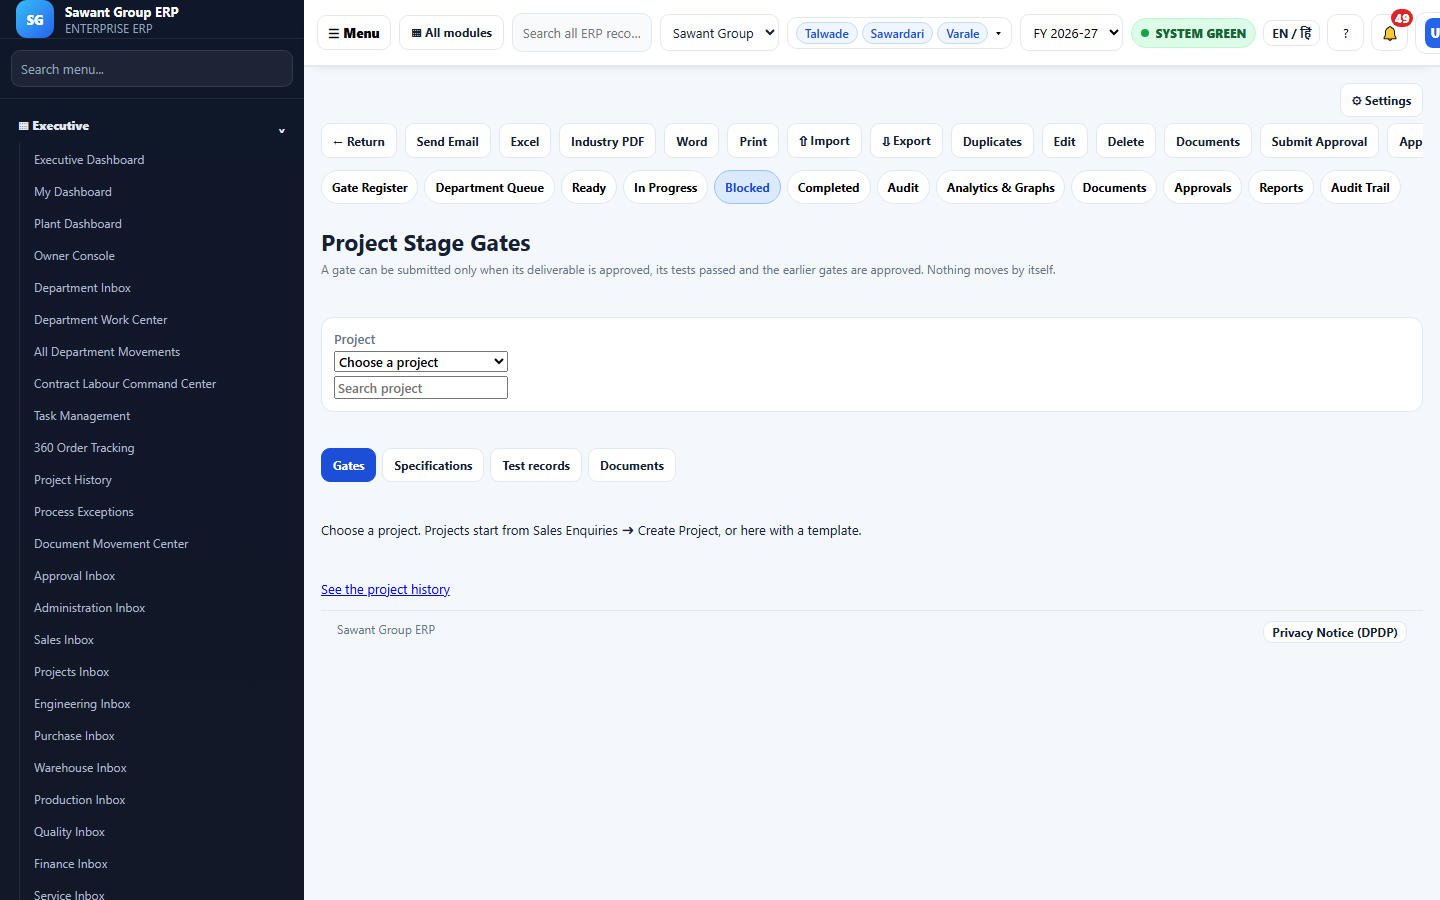 SG
Sawant Group ERP
ENTERPRISE ERP
☰ Menu
All modules
Search all ERP reco...
Sawant Group
Talwade
Sawardari
Varale
FY 2026-27
SYSTEM GREEN
EN / हिं
?
49
Search menu...
Executive
Executive Dashboard
My Dashboard
Plant Dashboard
Owner Console
Department Inbox
Department Work Center
All Department Movements
Contract Labour Command Center
Task Management
360 Order Tracking
Project History
Process Exceptions
Document Movement Center
Approval Inbox
Administration Inbox
Sales Inbox
Projects Inbox
Engineering Inbox
Purchase Inbox
Warehouse Inbox
Production Inbox
Quality Inbox
Finance Inbox
Service Inbox
⚙ Settings
← Return
Send Email
Excel
Industry PDF
Word
Print
⇧ Import
⇩ Export
Duplicates
Edit
Delete
Documents
Submit Approval
App
Gate Register
Department Queue
Ready
In Progress
Blocked
Completed
Audit
Analytics & Graphs
Documents
Approvals
Reports
Audit Trail
Project Stage Gates
A gate can be submitted only when its deliverable is approved, its tests passed and the earlier gates are approved. Nothing moves by itself.
Project
Choose a project
Search project
Gates
Specifications
Test records
Documents
Choose a project. Projects start from Sales Enquiries → Create Project, or here with a template.
See the project history
Sawant Group ERP
Privacy Notice (DPDP)